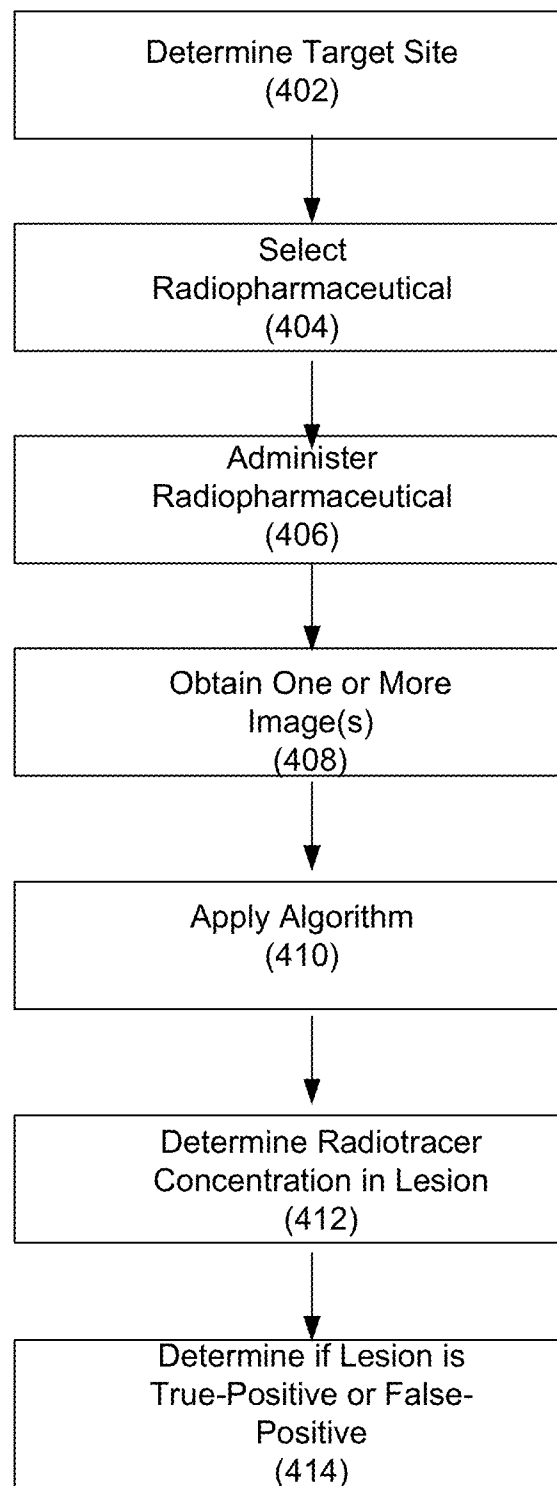 Determine Target Site
(402)
Select
Radiopharmaceutical
(404)
Administer
Radiopharmaceutical
(406)
Obtain One or More
Image(s)
(408)
Apply Algorithm
(410)
Determine Radiotracer
Concentration in Lesion
(412)
Determine if Lesion is
True-Positive or False-
Positive
(414)